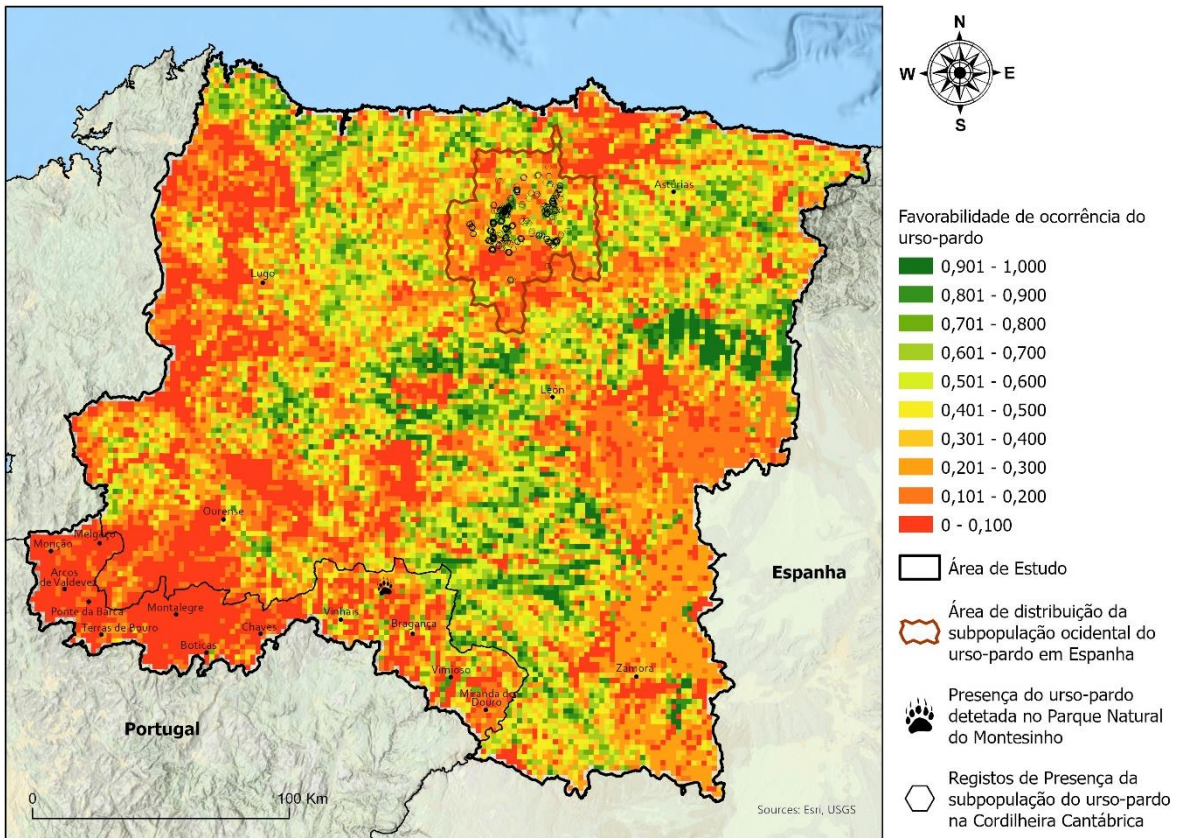 N
W E
S
Astúrias
Lugo
León
Ourense
Melgaço
Monção
Arcos
de Valdevez
Ponte da Barca
Montalegre
Terras de Bouro
Chaves
Boticas
Vinhais
Bragança
Vimioso
Miranda do
Douro
Zamora
Espanha
Portugal
0 100 Km
Sources: Esri, USGS
Favorabilidade de ocorrência do
urso-pardo
0,901 - 1,000
0,801 - 0,900
0,701 - 0,800
0,601 - 0,700
0,501 - 0,600
0,401 - 0,500
0,301 - 0,400
0,201 - 0,300
0,101 - 0,200
0 - 0,100
Área de Estudo
Área de distribuição da
subpopulação ocidental do
urso-pardo em Espanha
Presença do urso-pardo
detetada no Parque Natural
do Montesinho
Registos de Presença da
subpopulação do urso-pardo
na Cordilheira Cantábrica